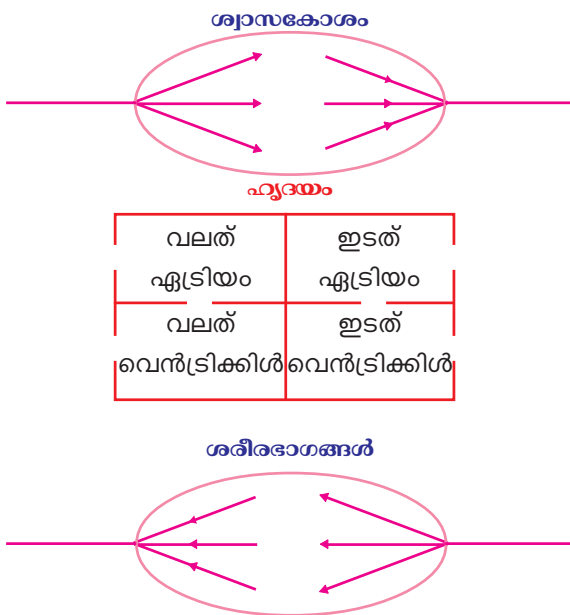 ശ്വാസകോശം
ഹൃദയം
വലത്
ഏട്രിയം
ഇടത്
ഏട്രിയം
വലത്
വെൻട്രിക്കിൾ
ഇടത്
വെൻട്രിക്കിൾ
ശരീരഭാഗങ്ങൾ